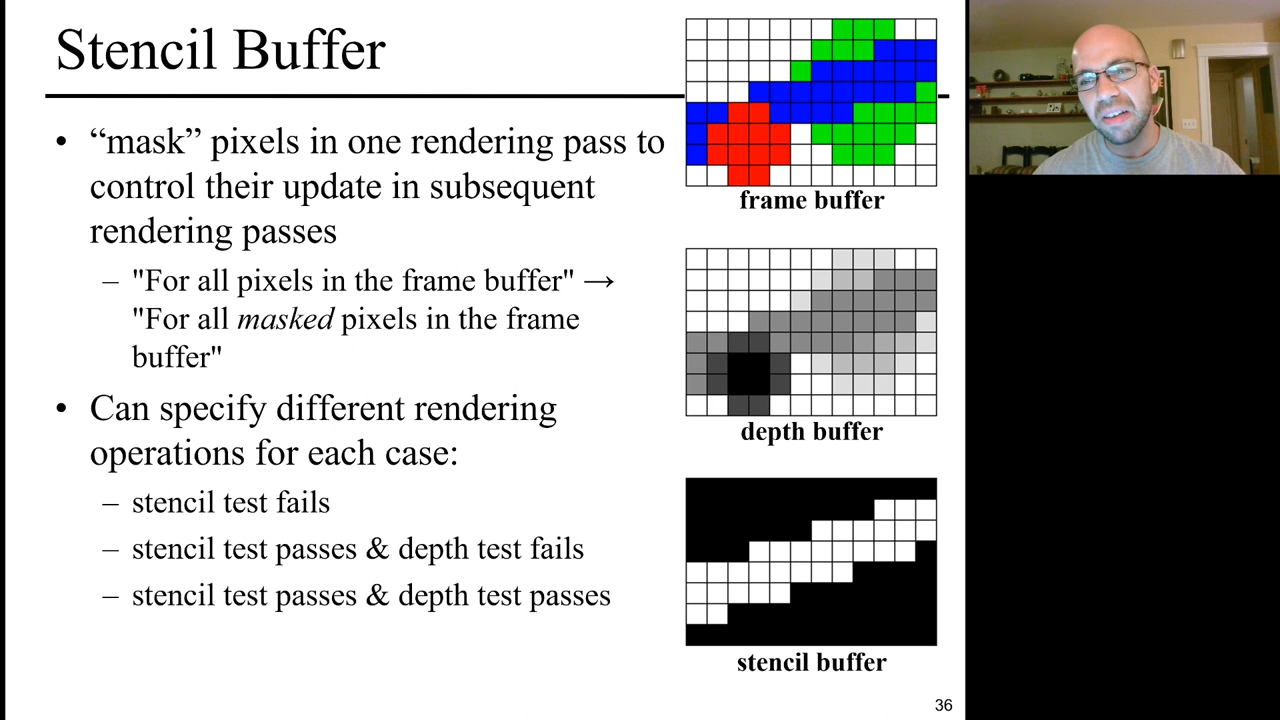 Stencil Buffer
• “mask” pixels in one rendering pass to
control their update in subsequent
rendering passes
– "For all pixels in the frame buffer" →
"For all masked pixels in the frame
buffer"
• Can specify different rendering
operations for each case:
– stencil test fails
– stencil test passes & depth test fails
– stencil test passes & depth test passes
frame buffer
depth buffer
stencil buffer
36